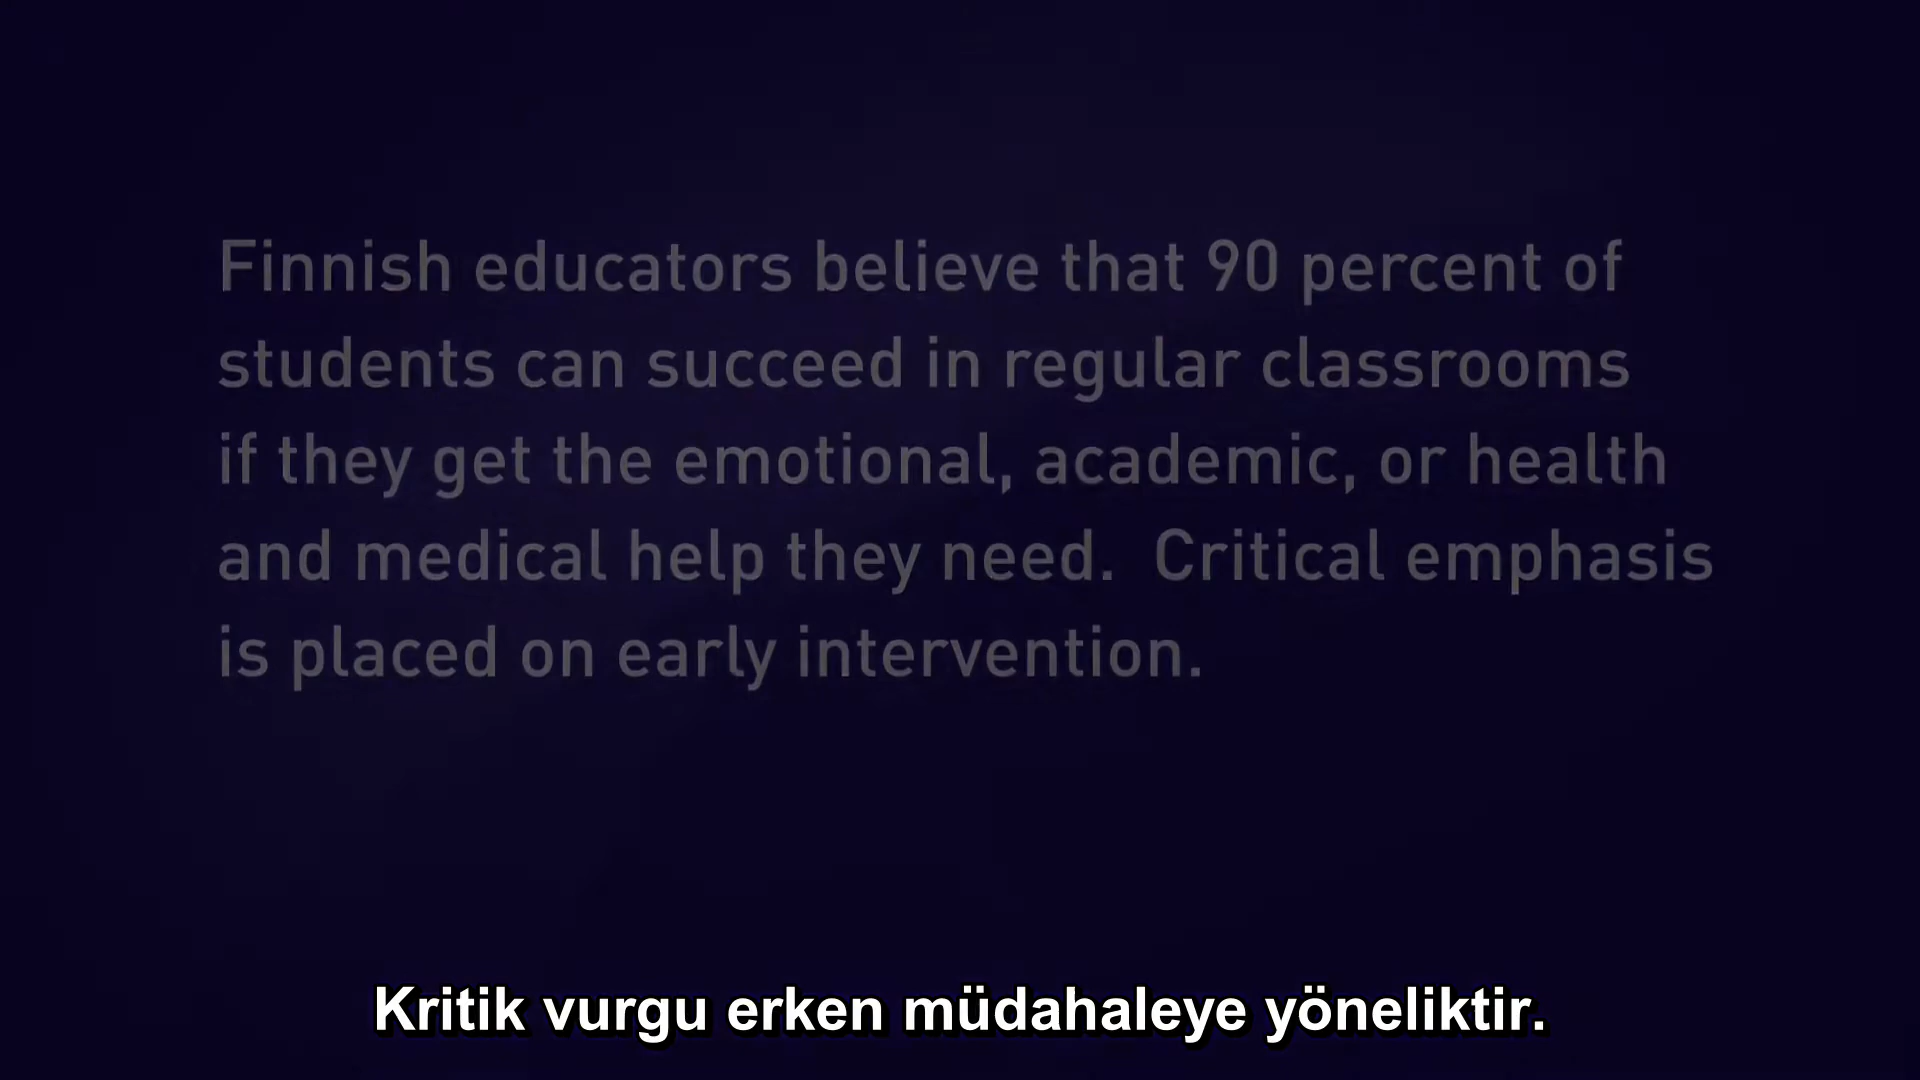 Finnish educators believe that 90 percent of
students can succeed in regular classrooms
if they get the emotional, academic, or health
and medical help they need.  Critical emphasis
is placed on early intervention.
Kritik vurgu erken müdahaleye yöneliktir.